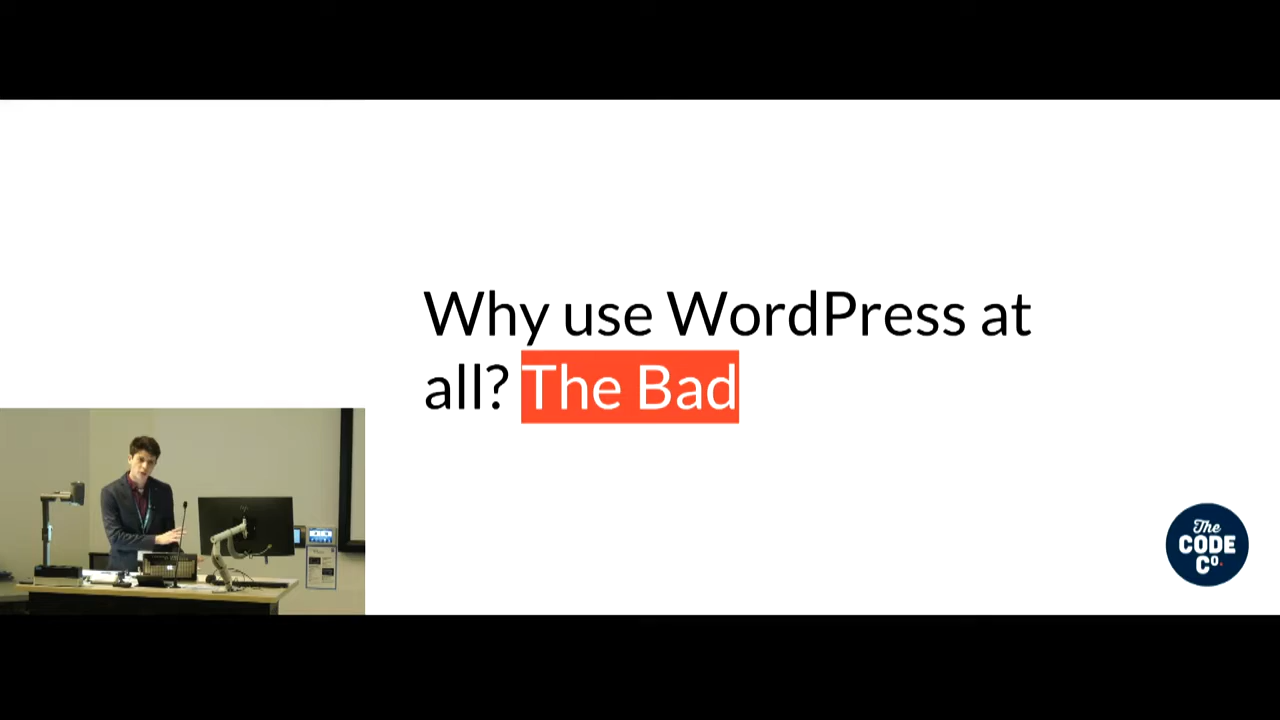 Why use WordPress at
all? The Bad
The
CODE
Co.